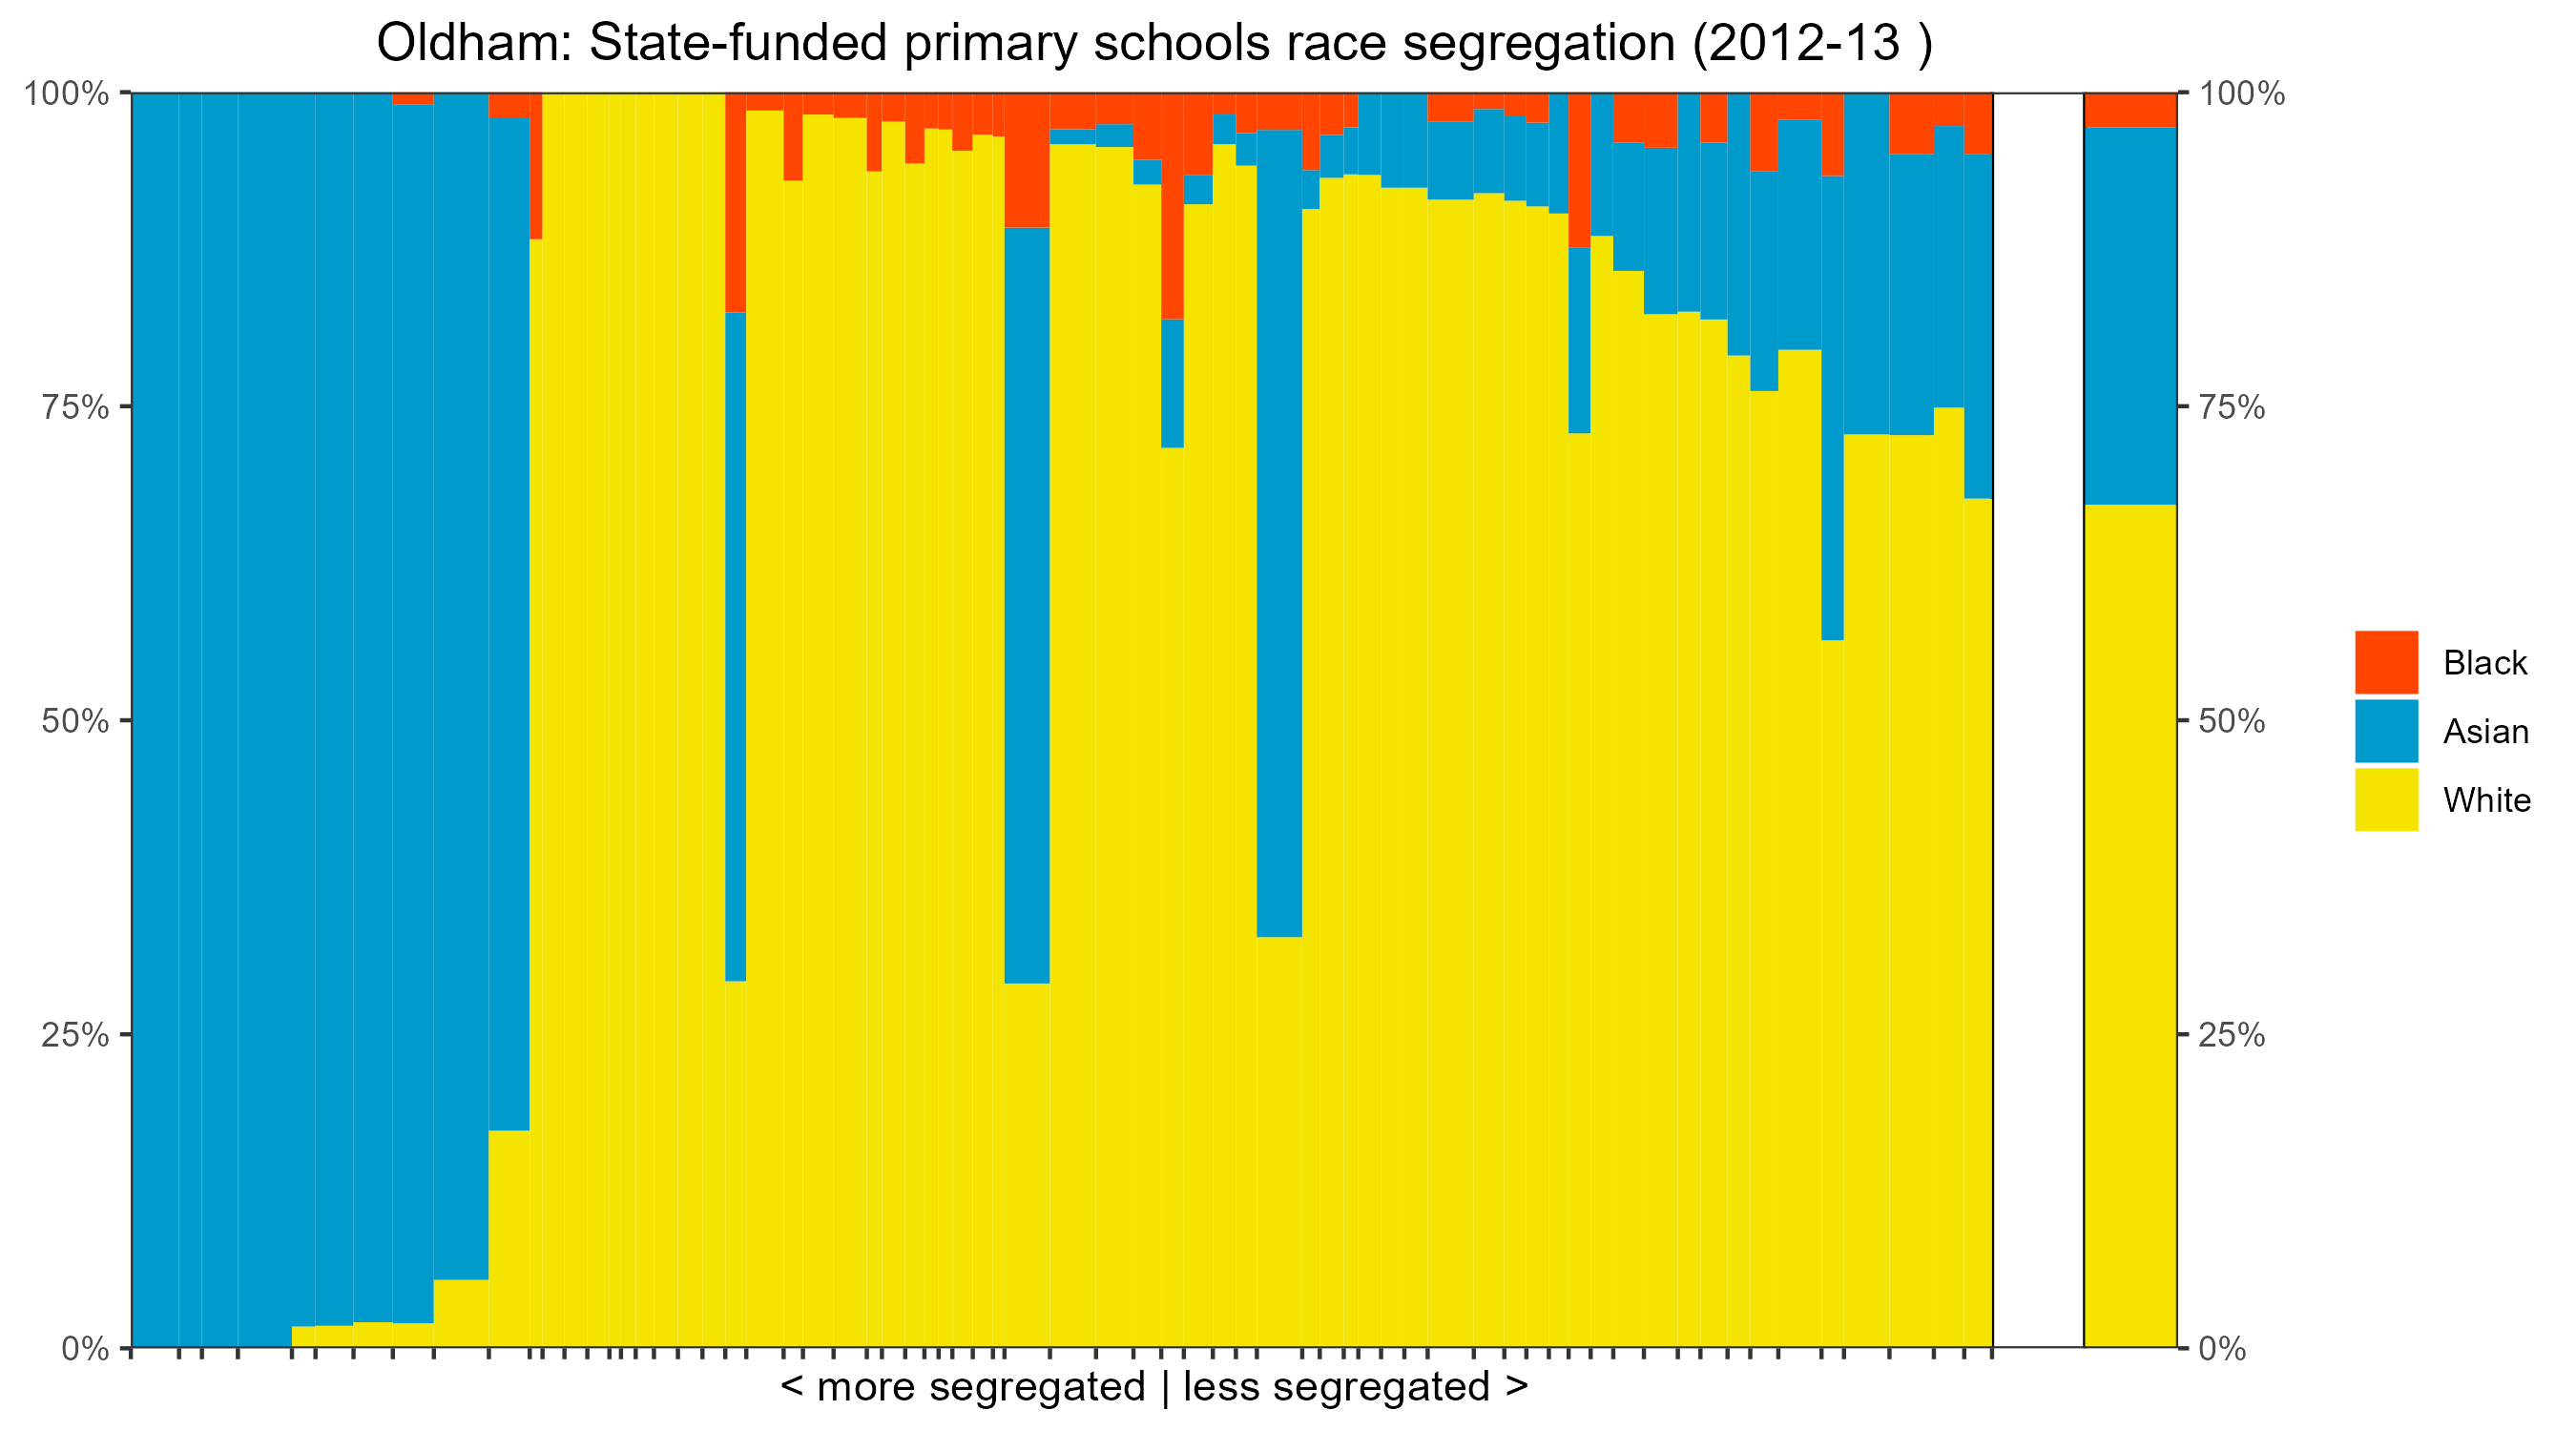 Oldham: State-funded primary schools race segregation (2012-13 )
100%
75%
50%
25%
0%
100%
75%
50%
25%
0%
Black
Asian
White
< more segregated | less segregated >